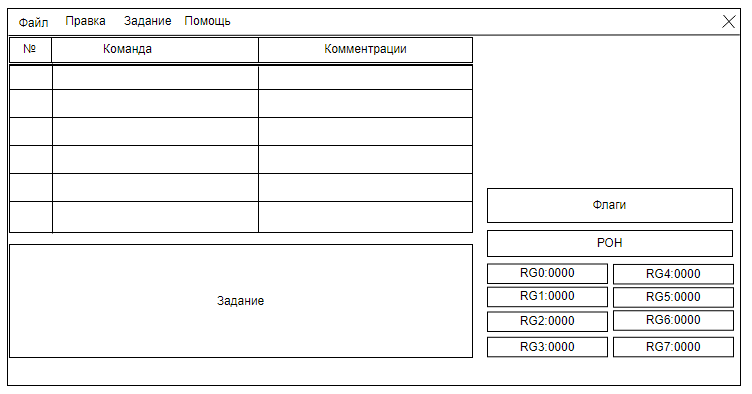 Файл Правка Задание Помощь
№ Команда Комментрации
Флаги
РОН
RG0:0000 RG4:0000
RG1:0000 RG5:0000
RG2:0000 RG6:0000
RG3:0000 RG7:0000
Задание